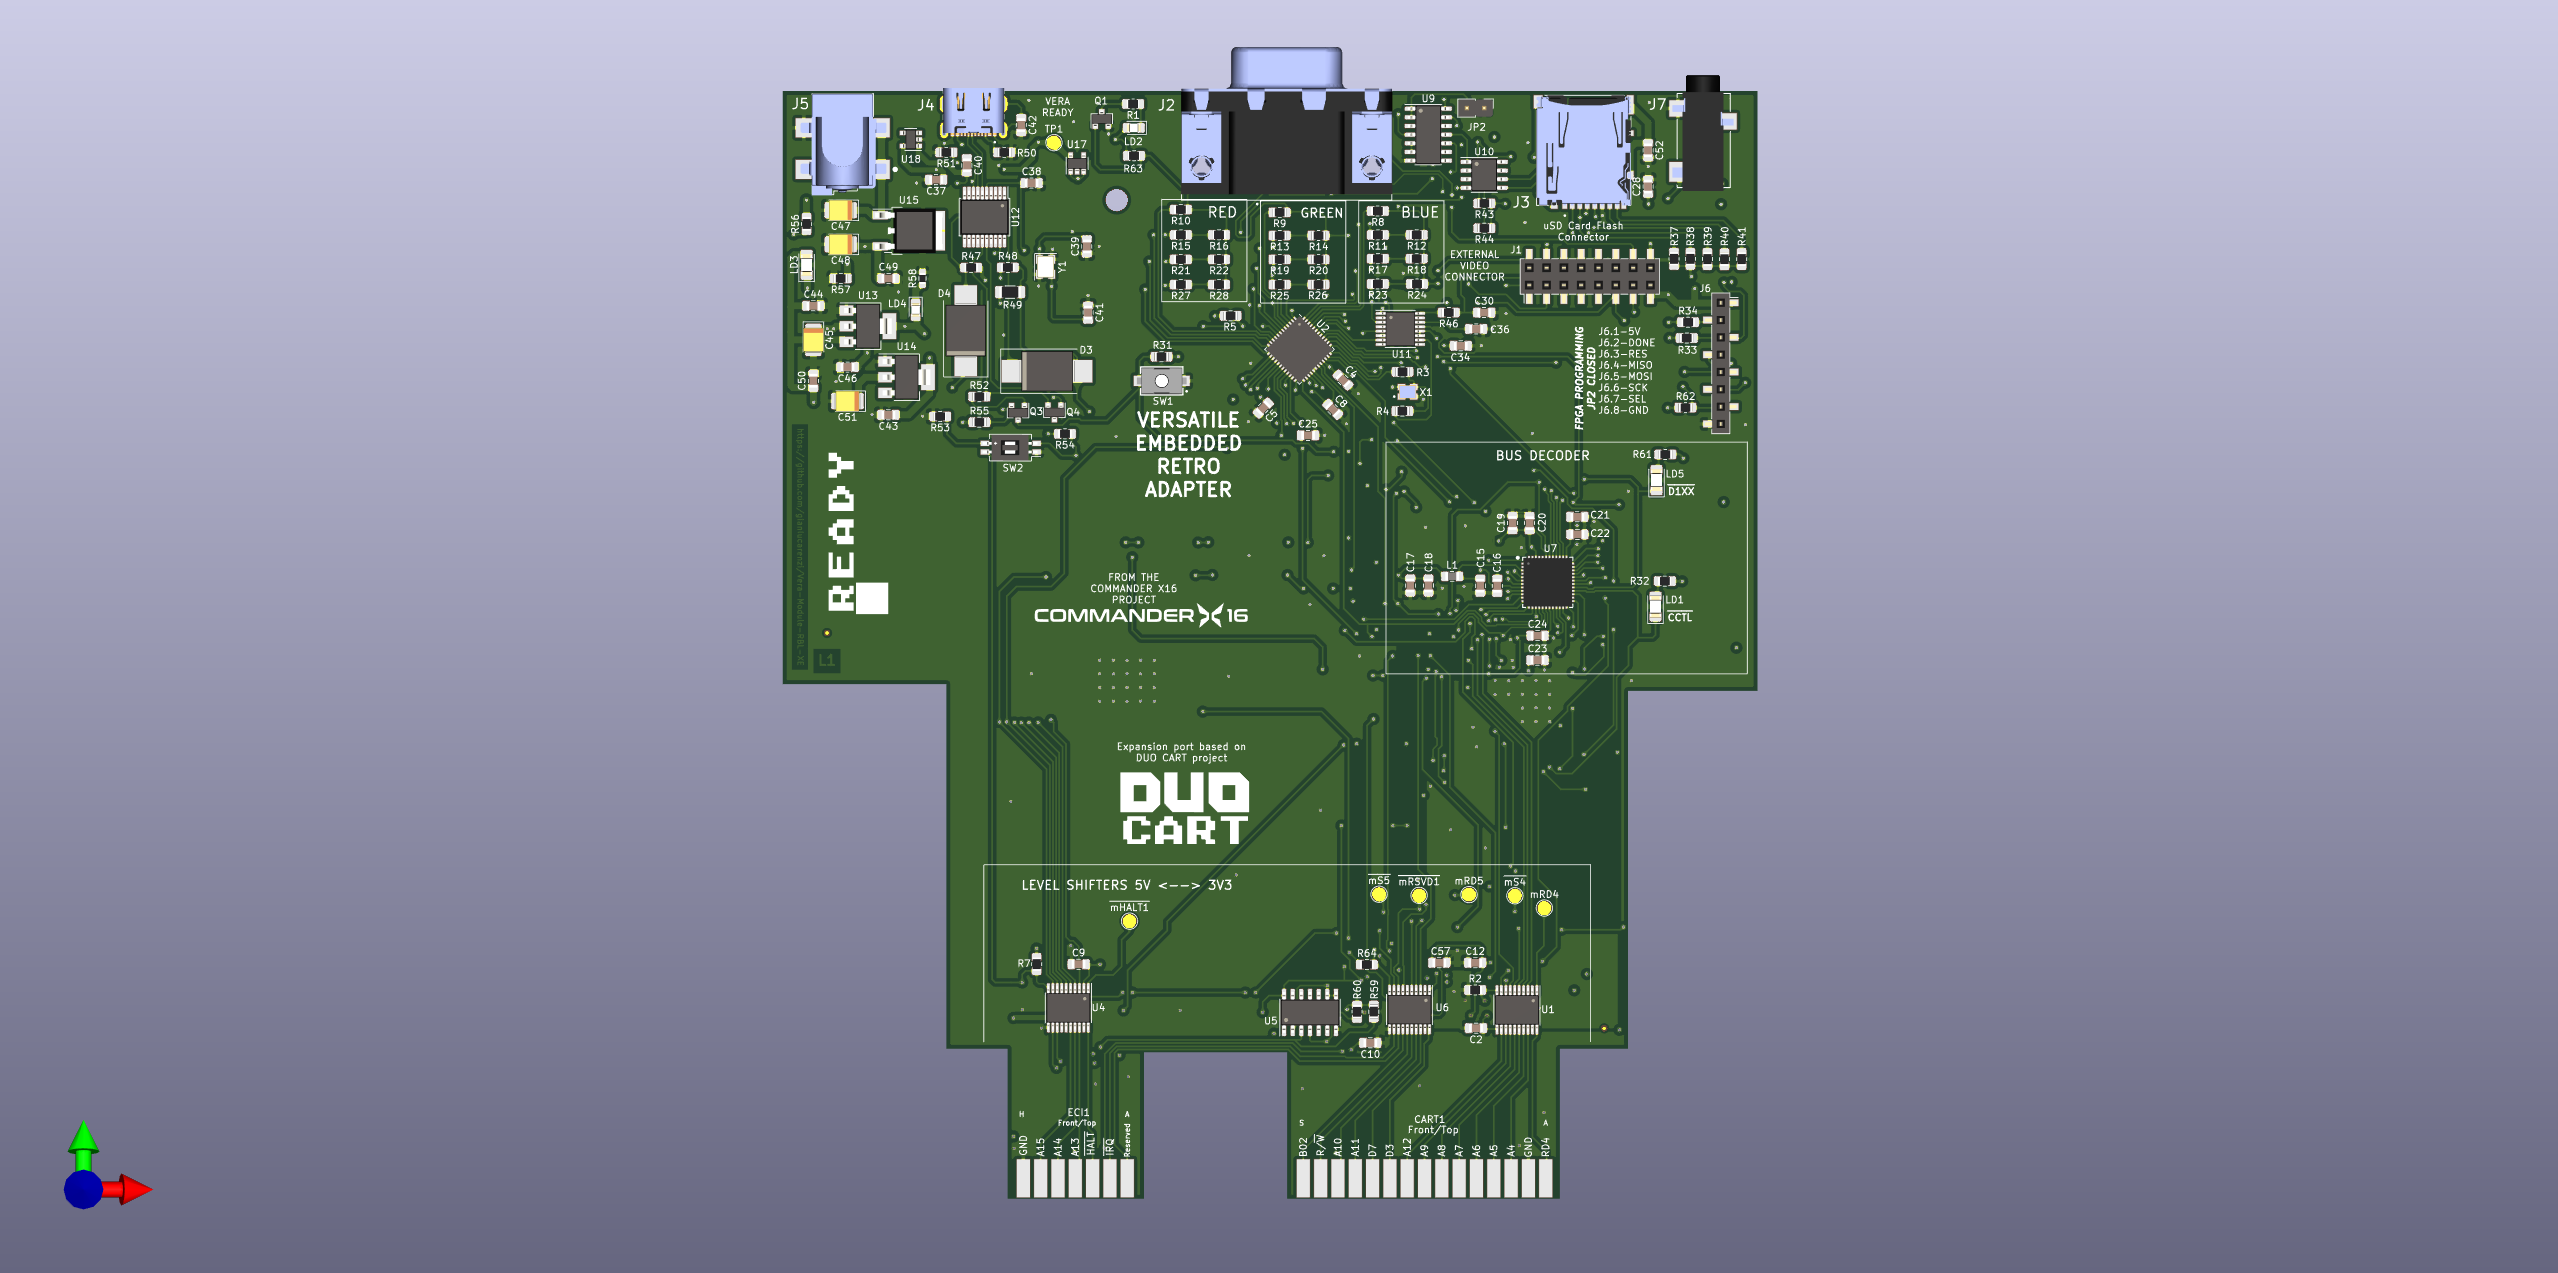 J5
J4
VERA
READY
TP1
Q1
R1
LD2
R63
J2
U9
JP2
U10
J3
J7
C42
U18
R51
C40
R50
U17
C37
C38
C52
C28
U15
U12
R56
C47
C48
LD3
R57
C49
R58
R47
R48
R49
C39
Y1
C41
RED
R10
R15
R16
R21
R22
R27
R28
GREEN
R9
R13
R14
R19
R20
R25
R26
BLUE
R8
R11
R12
R17
R18
R23
R24
R43
R44
uSD Card Flash
Connector
EXTERNAL
VIDEO
CONNECTOR
J1
R37
R38
R39
R40
R41
J6
C44
U13
LD4
D4
C45
U14
C46
C50
C51
C43
D3
R52
R55
R53
Q3
Q4
R54
SW2
R31
SW1
R5
U2
U11
R46
C30
C36
C34
R3
X1
R4
C4
C8
C5
C25
R34
R33
R62
FPGA PROGRAMMING
JP2 CLOSED
J6.1-5V
J6.2-DONE
J6.3-RES
J6.4-MISO
J6.5-MOSI
J6.6-SCK
J6.7-SEL
J6.8-GND
VERSATILE
EMBEDDED
RETRO
ADAPTER
READY
L1
BUS DECODER
R61
LD5
D1XX
C19
C20
C21
C22
U7
C17
C18
L1
C15
C16
R32
LD1
CCTL
C24
C23
FROM THE
COMMANDER X16
PROJECT
COMMANDER X16
Expansion port based on
DUO CART project
DUO
CART
LEVEL SHIFTERS 5V <--> 3V3
mHALT1
mS5
mRSVD1
mRD5
mS4
mRD4
R7
C9
U4
R64
C57
C12
R2
R60
R59
U5
U6
U1
C10
C2
H
ECI1
Front/Top
A
GND
A15
A14
A13
HALT
IRQ
Reserved
S
CART1
Front/Top
A
BO2
R/W
A10
A11
D7
D3
A12
A9
A8
A7
A6
A5
A4
GND
RD4